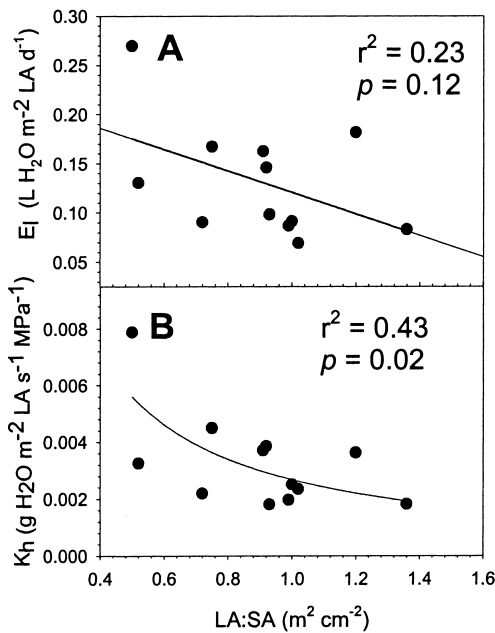 0.30
0.25
0.20
0.15
0.10
0.05
E_l (L H₂O m⁻² LA d⁻¹)
A
r² = 0.23
p = 0.12
0.008
0.006
0.004
0.002
0.000
K_h (g H2O m⁻² LA s⁻¹ MPa⁻¹)
B
r² = 0.43
p = 0.02
0.4 0.6 0.8 1.0 1.2 1.4 1.6
LA:SA (m² cm⁻²)